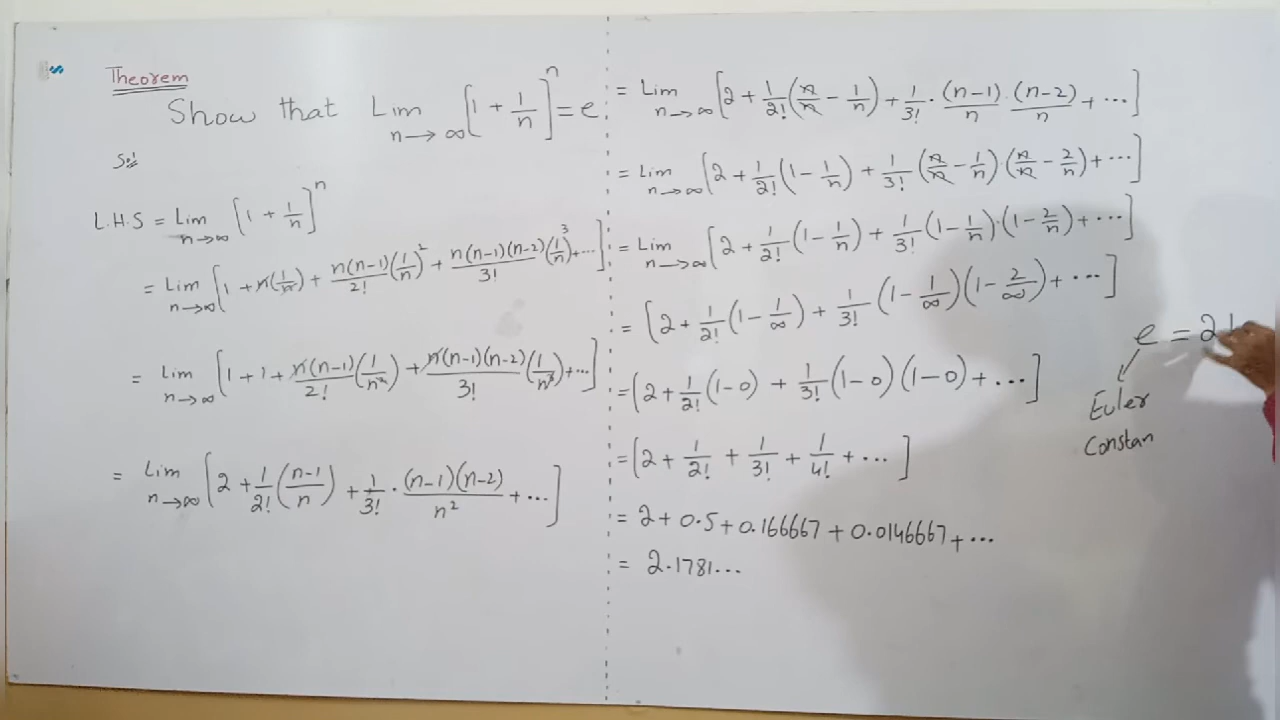 Theorem
Show that Lim n→∞ [1 + 1/n]^n = e
Sol
L.H.S = Lim n→∞ [1 + 1/n]^n
= Lim n→∞ [1 + n(1/n) + n(n-1)/2! (1/n)^2 + n(n-1)(n-2)/3! (1/n)^3 + ...]
= Lim n→∞ [1 + 1 + n(n-1)/2! (1/n^2) + n(n-1)(n-2)/3! (1/n^3) + ...]
= Lim n→∞ [2 + 1/2! (n-1/n) + 1/3! · (n-1)(n-2)/n^2 + ...]
= Lim n→∞ [2 + 1/2! (n/n - 1/n) + 1/3! · (n-1)/n · (n-2)/n + ...]
= Lim n→∞ [2 + 1/2! (1 - 1/n) + 1/3! (n/n - 1/n)·(n/n - 2/n) + ...]
= Lim n→∞ [2 + 1/2! (1 - 1/n) + 1/3! (1 - 1/n)·(1 - 2/n) + ...]
= [2 + 1/2! (1 - 1/∞) + 1/3! (1 - 1/∞)(1 - 2/∞) + ...]
= [2 + 1/2! (1-0) + 1/3! (1-0)(1-0) + ...]
= [2 + 1/2! + 1/3! + 1/4! + ...]
= 2 + 0.5 + 0.166667 + 0.0146667 + ...
= 2.1781...
e = 2
Euler
Constan